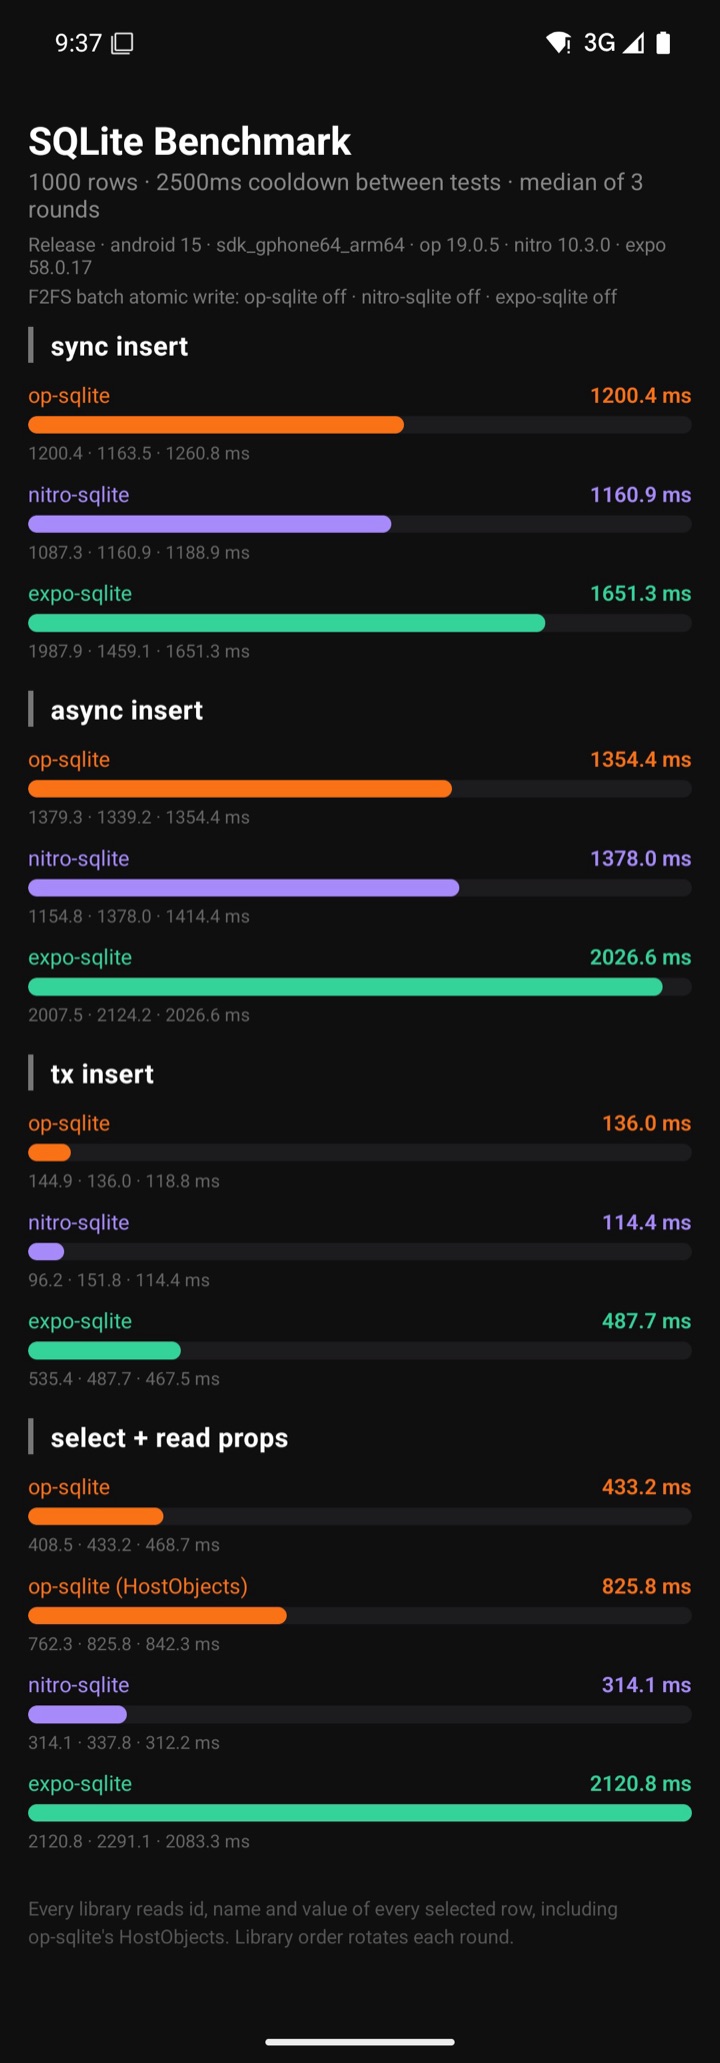 9:37
3G
SQLite Benchmark
1000 rows · 2500ms cooldown between tests · median of 3
rounds
Release · android 15 · sdk_gphone64_arm64 · op 19.0.5 · nitro 10.3.0 · expo
58.0.17
F2FS batch atomic write: op-sqlite off · nitro-sqlite off · expo-sqlite off
sync insert
op-sqlite 1200.4 ms
1200.4 · 1163.5 · 1260.8 ms
nitro-sqlite 1160.9 ms
1087.3 · 1160.9 · 1188.9 ms
expo-sqlite 1651.3 ms
1987.9 · 1459.1 · 1651.3 ms
async insert
op-sqlite 1354.4 ms
1379.3 · 1339.2 · 1354.4 ms
nitro-sqlite 1378.0 ms
1154.8 · 1378.0 · 1414.4 ms
expo-sqlite 2026.6 ms
2007.5 · 2124.2 · 2026.6 ms
tx insert
op-sqlite 136.0 ms
144.9 · 136.0 · 118.8 ms
nitro-sqlite 114.4 ms
96.2 · 151.8 · 114.4 ms
expo-sqlite 487.7 ms
535.4 · 487.7 · 467.5 ms
select + read props
op-sqlite 433.2 ms
408.5 · 433.2 · 468.7 ms
op-sqlite (HostObjects) 825.8 ms
762.3 · 825.8 · 842.3 ms
nitro-sqlite 314.1 ms
314.1 · 337.8 · 312.2 ms
expo-sqlite 2120.8 ms
2120.8 · 2291.1 · 2083.3 ms
Every library reads id, name and value of every selected row, including
op-sqlite's HostObjects. Library order rotates each round.